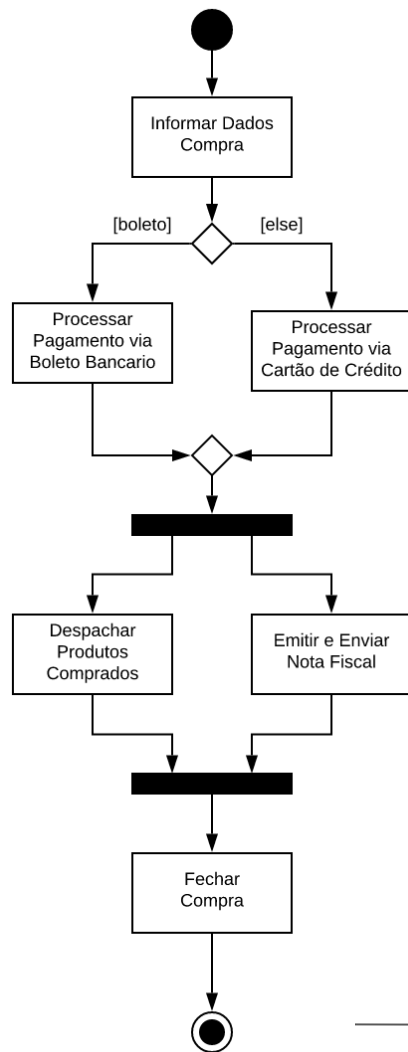 Informar Dados
Compra
[boleto]
[else]
Processar
Pagamento via
Boleto Bancario
Processar
Pagamento via
Cartão de Crédito
Despachar
Produtos
Comprados
Emitir e Enviar
Nota Fiscal
Fechar
Compra